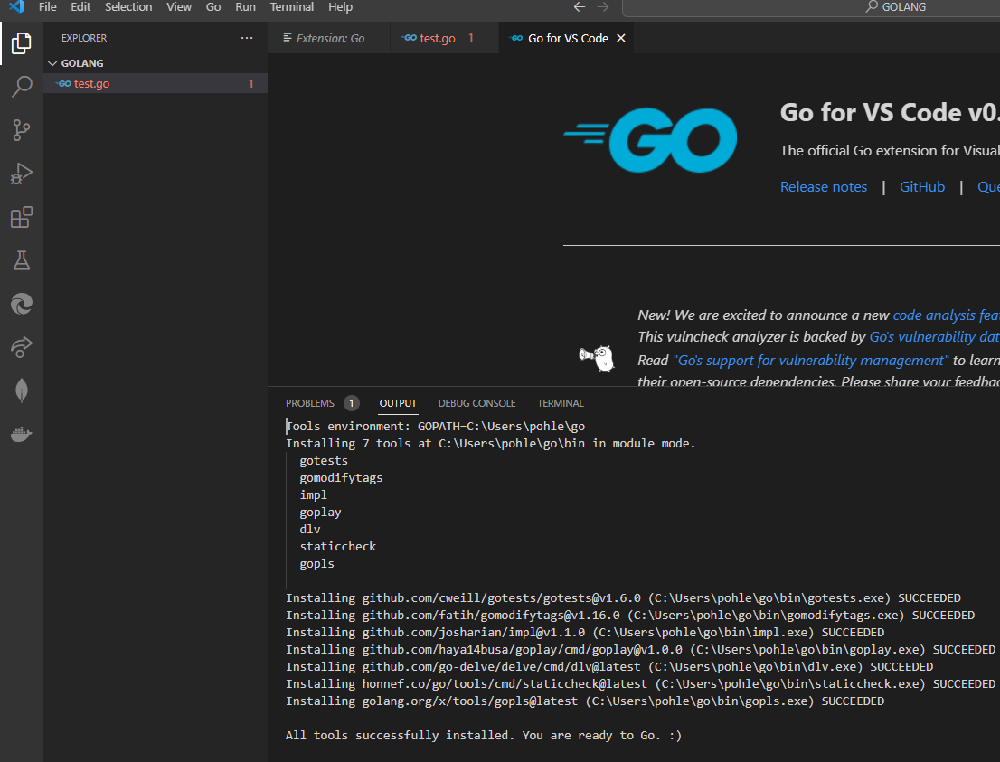 File Edit Selection View Go Run Terminal Help
GOLANG
EXPLORER
GOLANG
test.go 1
Extension: Go
test.go 1
Go for VS Code
GO
Go for VS Code v0.
The official Go extension for Visual
Release notes | GitHub | Que
New! We are excited to announce a new code analysis fea
This vulncheck analyzer is backed by Go's vulnerability dat
Read "Go's support for vulnerability management" to learn
their open-source dependencies. Please share your feedbac
PROBLEMS 1 OUTPUT DEBUG CONSOLE TERMINAL
Tools environment: GOPATH=C:\Users\pohle\go
Installing 7 tools at C:\Users\pohle\go\bin in module mode.
gotests
gomodifytags
impl
goplay
dlv
staticcheck
gopls
Installing github.com/cweill/gotests/gotests@v1.6.0 (C:\Users\pohle\go\bin\gotests.exe) SUCCEEDED
Installing github.com/fatih/gomodifytags@v1.16.0 (C:\Users\pohle\go\bin\gomodifytags.exe) SUCCEEDED
Installing github.com/josharian/impl@v1.1.0 (C:\Users\pohle\go\bin\impl.exe) SUCCEEDED
Installing github.com/haya14busa/goplay/cmd/goplay@v1.0.0 (C:\Users\pohle\go\bin\goplay.exe) SUCCEEDED
Installing github.com/go-delve/delve/cmd/dlv@latest (C:\Users\pohle\go\bin\dlv.exe) SUCCEEDED
Installing honnef.co/go/tools/cmd/staticcheck@latest (C:\Users\pohle\go\bin\staticcheck.exe) SUCCEEDED
Installing golang.org/x/tools/gopls@latest (C:\Users\pohle\go\bin\gopls.exe) SUCCEEDED
All tools successfully installed. You are ready to Go. :)